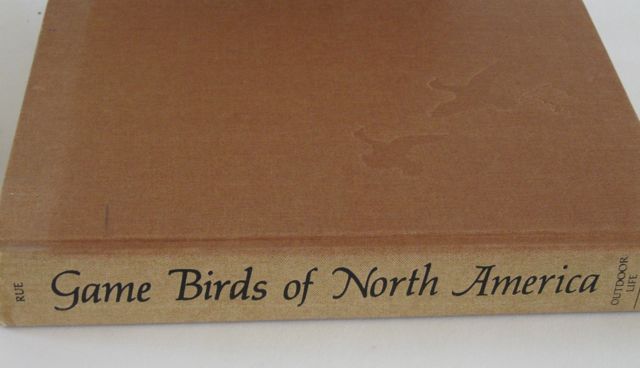 RUE
Game Birds of North America
OUTDOOR
LIFE